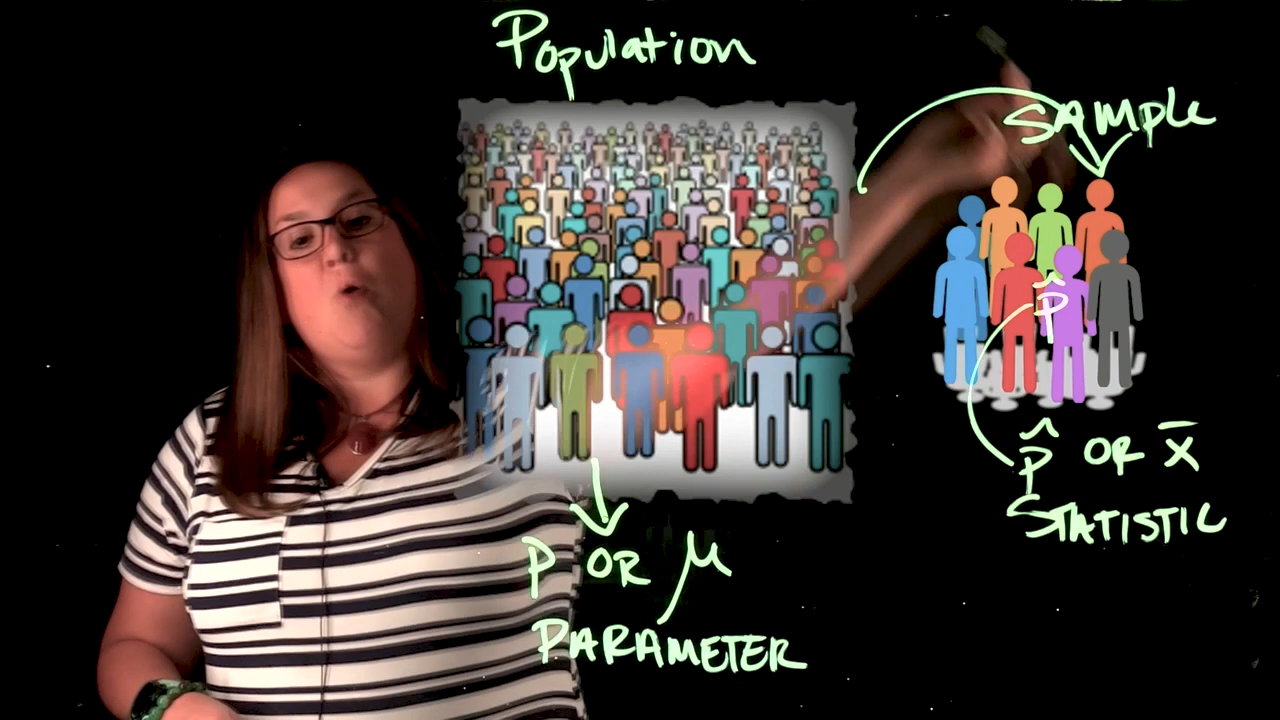 Population
SAMPLE
p̂
p̂ OR x̄
STATISTIC
P OR μ
PARAMETER